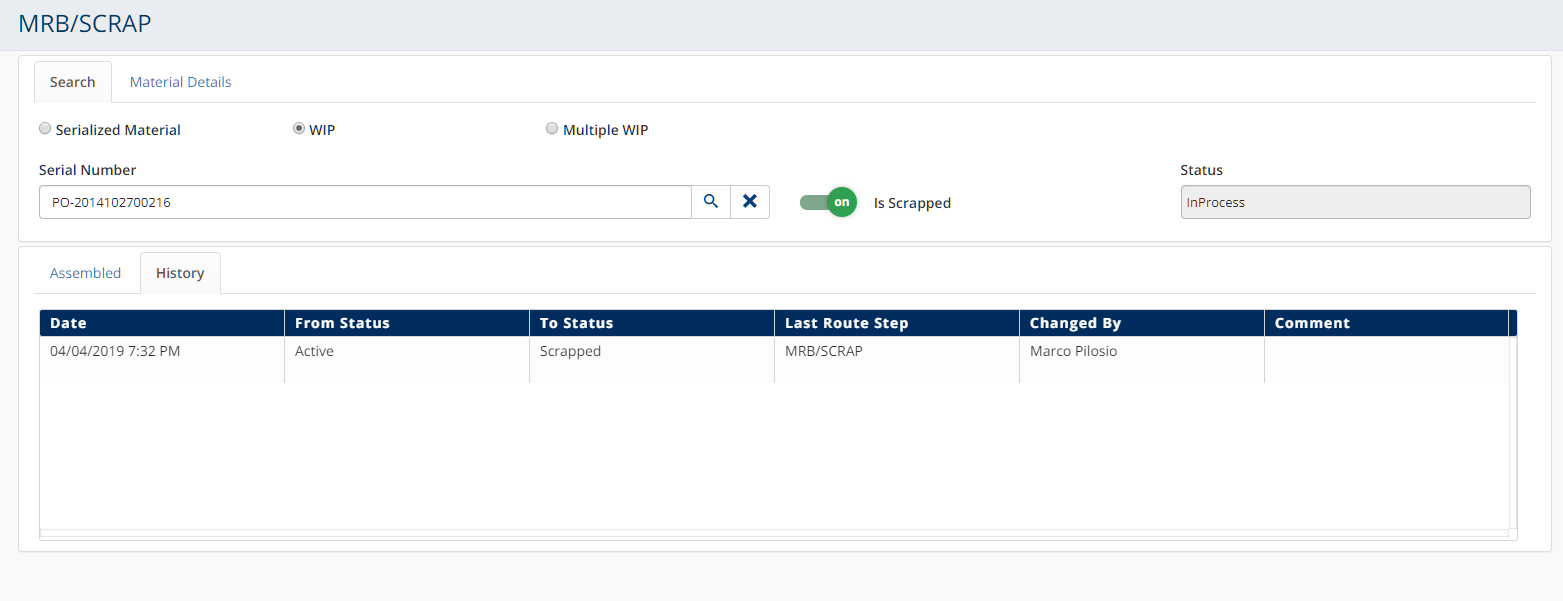 MRB/SCRAP
Search Material Details
Serialized Material WIP Multiple WIP
Serial Number Status
PO-2014102700216 on Is Scrapped InProcess
Assembled History
Date From Status To Status Last Route Step Changed By Comment
04/04/2019 7:32 PM Active Scrapped MRB/SCRAP Marco Pilosio